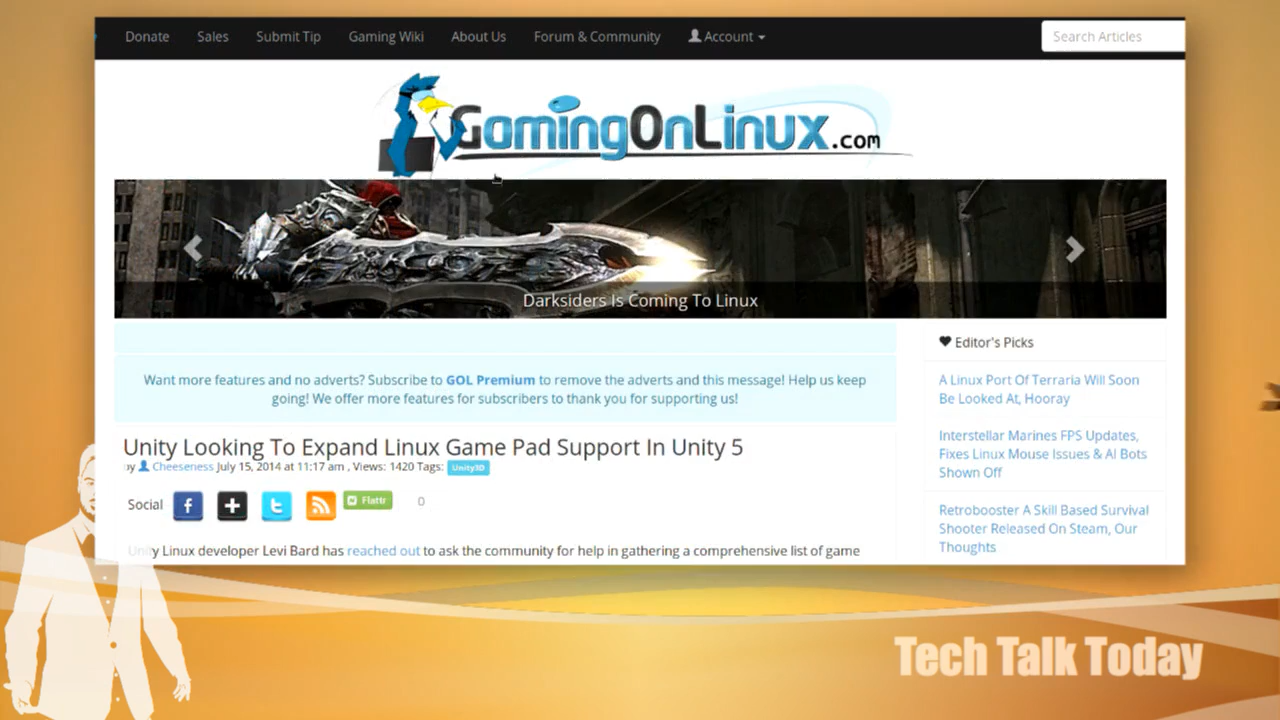 Donate Sales Submit Tip Gaming Wiki About Us Forum & Community Account Search Articles
GamingOnLinux.com
Darksiders Is Coming To Linux
Want more features and no adverts? Subscribe to GOL Premium to remove the adverts and this message! Help us keep
going! We offer more features for subscribers to thank you for supporting us!
Unity Looking To Expand Linux Game Pad Support In Unity 5
by Cheeseness July 15, 2014 at 11:17 am , Views: 1420 Tags: Unity3D
Social f + t Flattr 0
Unity Linux developer Levi Bard has reached out to ask the community for help in gathering a comprehensive list of game
Editor's Picks
A Linux Port Of Terraria Will Soon
Be Looked At, Hooray
Interstellar Marines FPS Updates,
Fixes Linux Mouse Issues & AI Bots
Shown Off
Retrobooster A Skill Based Survival
Shooter Released On Steam, Our
Thoughts
Tech Talk Today